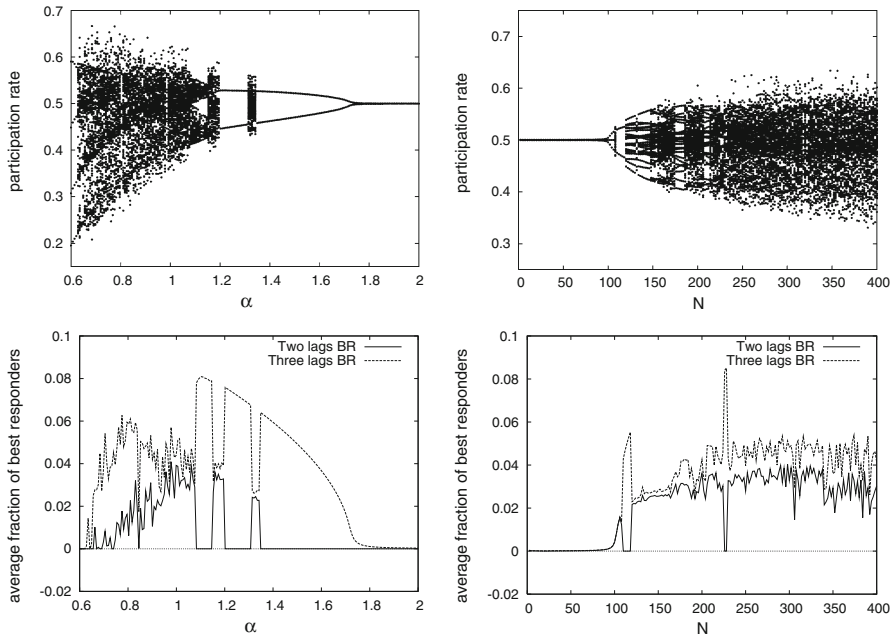 participation rate
0.7
0.6
0.5
0.4
0.3
0.2
0.6 0.8 1 1.2 1.4 1.6 1.8 2
α
participation rate
0.7
0.6
0.5
0.4
0.3
0 50 100 150 200 250 300 350 400
N
average fraction of best responders
0.1
0.08
0.06
0.04
0.02
0
-0.02
Two lags BR
Three lags BR
0.6 0.8 1 1.2 1.4 1.6 1.8 2
α
average fraction of best responders
0.1
0.08
0.06
0.04
0.02
0
-0.02
Two lags BR
Three lags BR
0 50 100 150 200 250 300 350 400
N